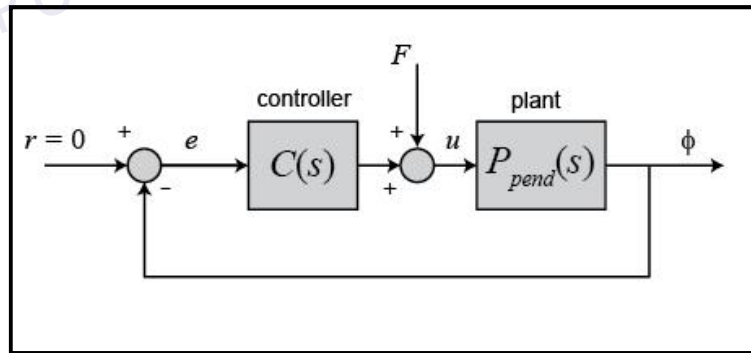 F
controller
plant
r = 0
+
e
C(s)
+
+
u
P_pend(s)
ϕ
−